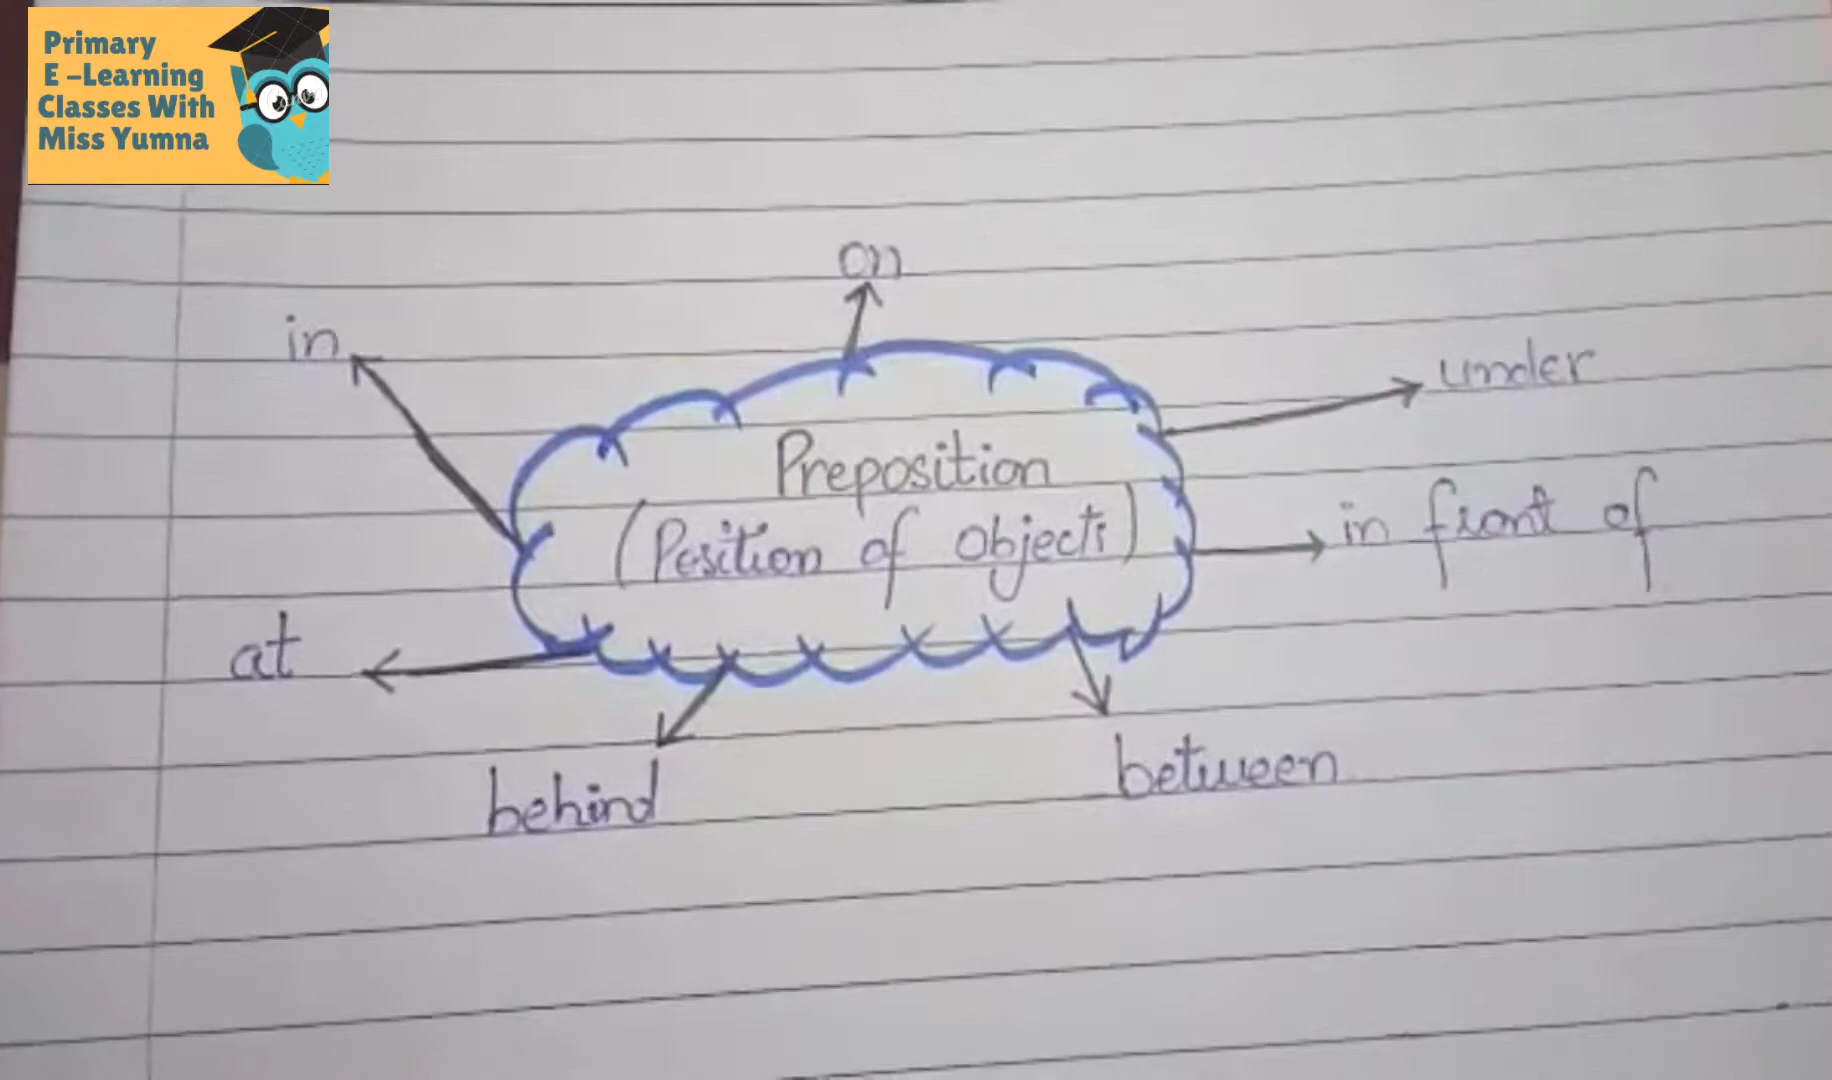 Primary
E -Learning
Classes With
Miss Yumna
on
in
under
Preposition
(Position of Objects)
in front of
at
behind
between